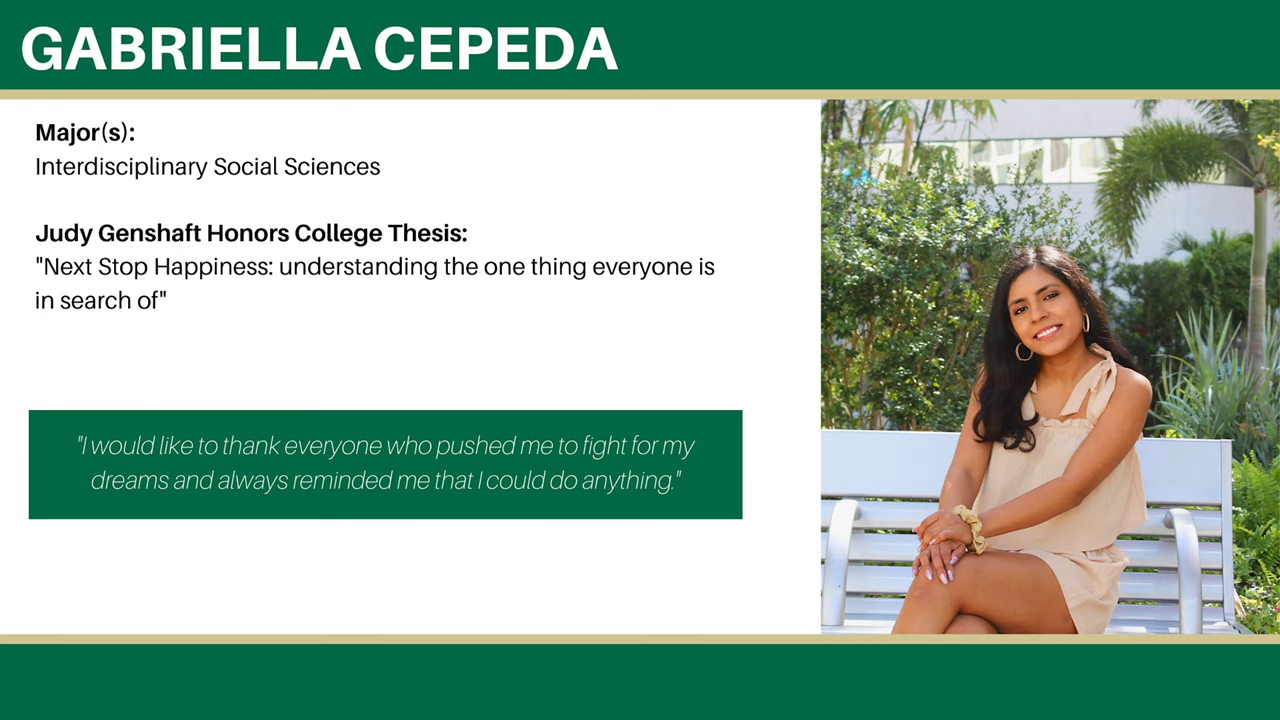 GABRIELLA CEPEDA
Major(s):
Interdisciplinary Social Sciences
Judy Genshaft Honors College Thesis:
"Next Stop Happiness: understanding the one thing everyone is
in search of"
"I would like to thank everyone who pushed me to fight for my
dreams and always reminded me that I could do anything."